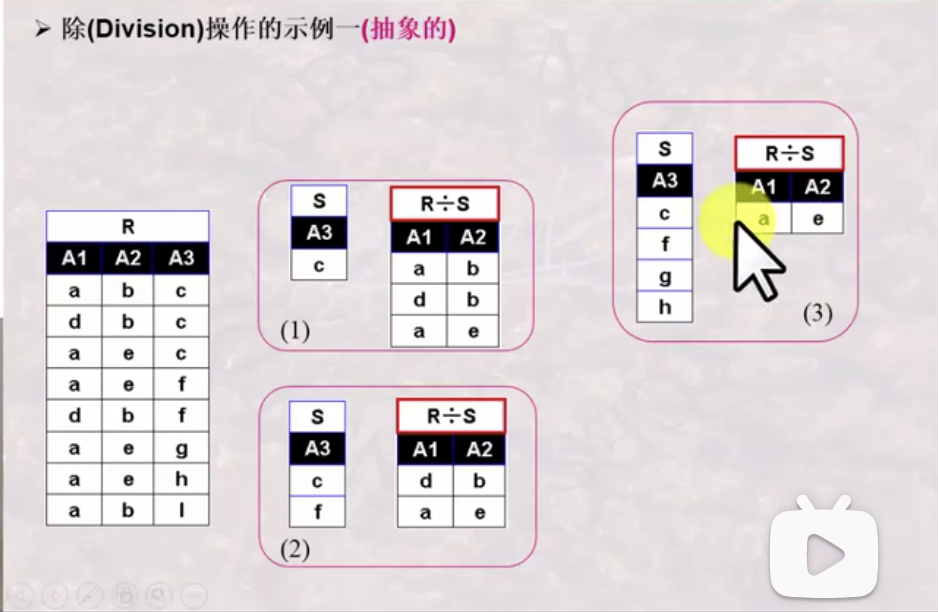 ➢ 除(Division)操作的示例一(抽象的)
R
A1 A2 A3
a b c
d b c
a e c
a e f
d b f
a e g
a e h
a b l
S
A3
c
R÷S
A1 A2
a b
d b
a e
(1)
S
A3
c
f
R÷S
A1 A2
d b
a e
(2)
S
A3
c
f
g
h
R÷S
A1 A2
a e
(3)